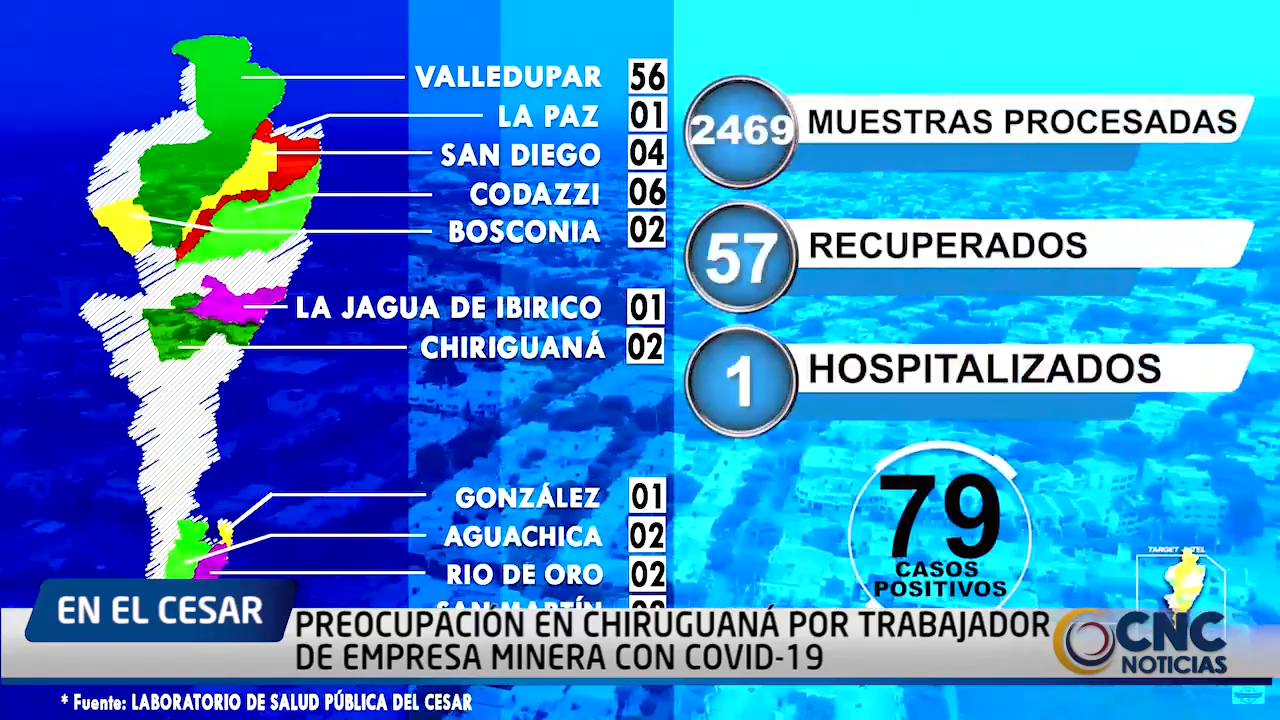 VALLEDUPAR 56
LA PAZ 01
SAN DIEGO 04
CODAZZI 06
BOSCONIA 02
LA JAGUA DE IBIRICO 01
CHIRIGUANÁ 02
GONZÁLEZ 01
AGUACHICA 02
RIO DE ORO 02
SAN MARTÍN
2469 MUESTRAS PROCESADAS
57 RECUPERADOS
1 HOSPITALIZADOS
79
CASOS
POSITIVOS
EN EL CESAR
PREOCUPACIÓN EN CHIRUGUANÁ POR TRABAJADOR
DE EMPRESA MINERA CON COVID-19
CNC
NOTICIAS
* Fuente: LABORATORIO DE SALUD PÚBLICA DEL CESAR